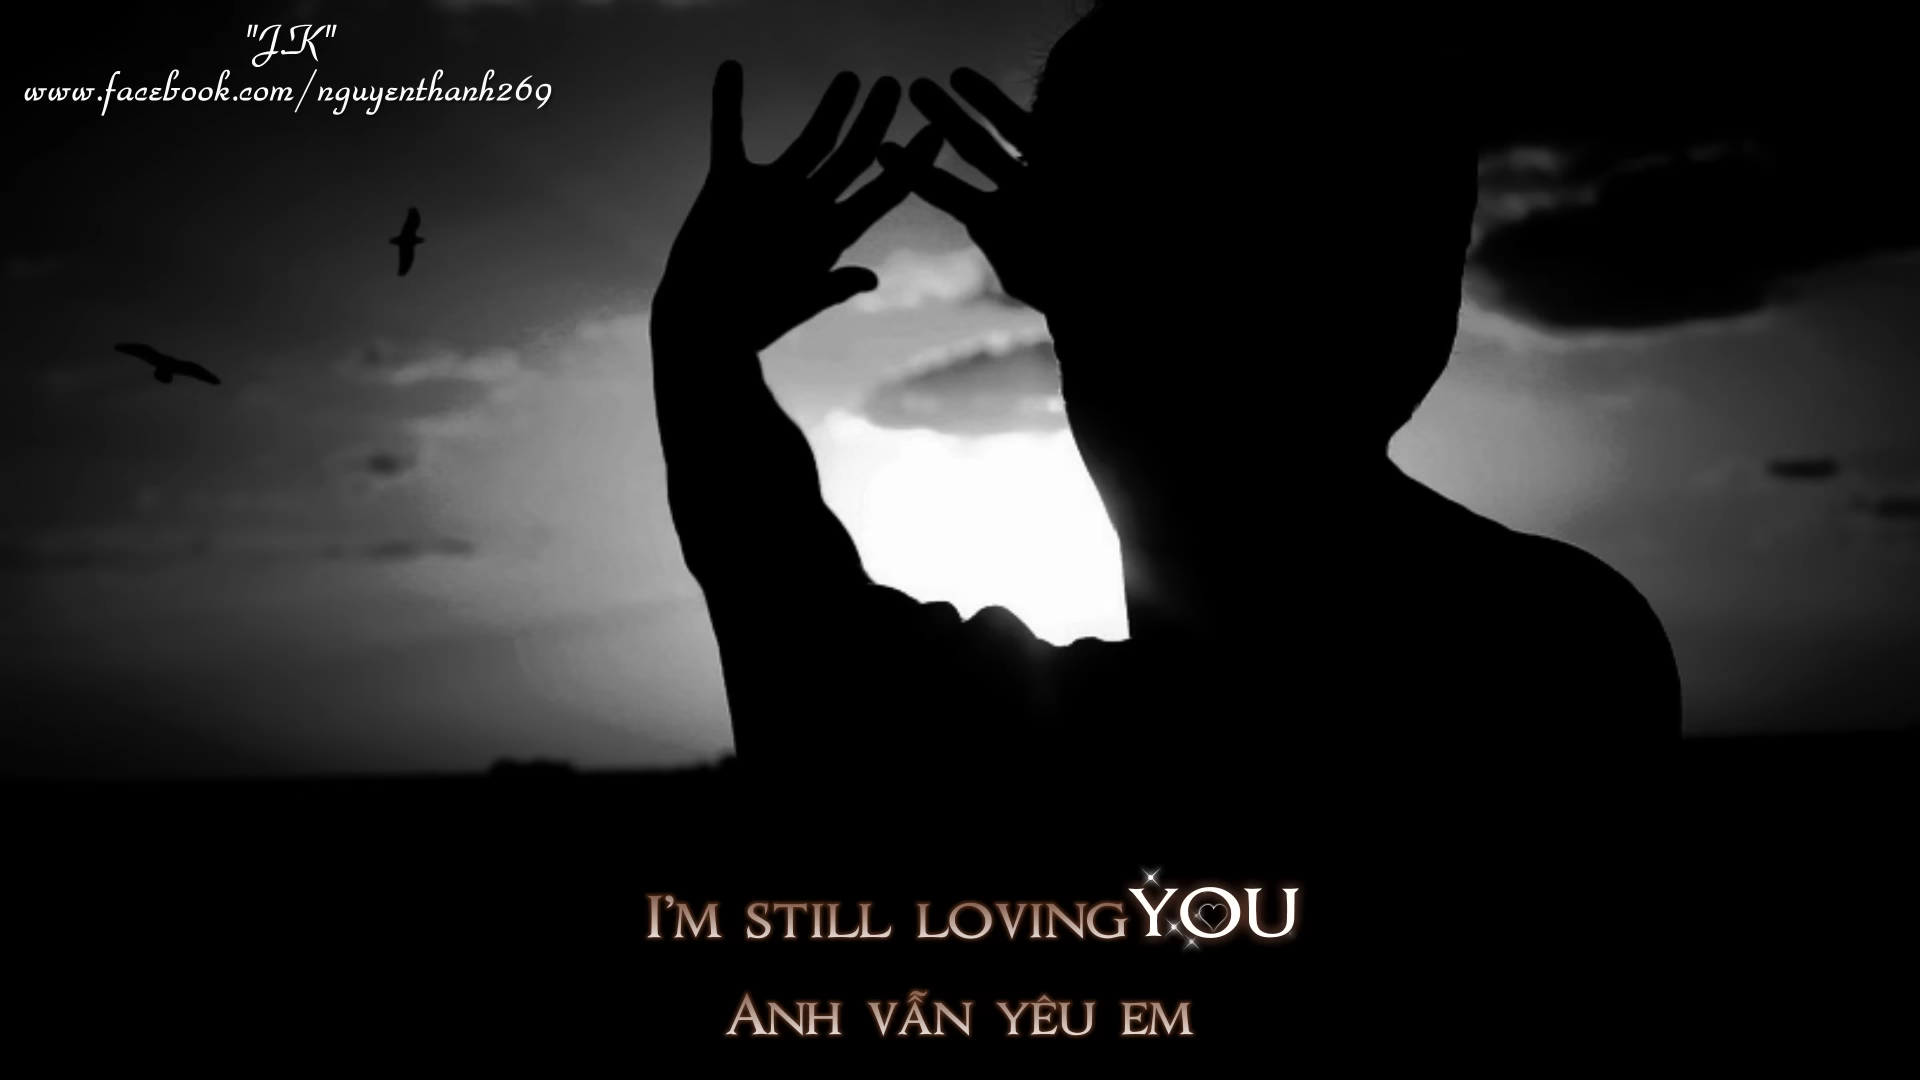 "J.K"
www.facebook.com/nguyenthanh269
I'M STILL LOVING YOU
ANH VẪN YÊU EM